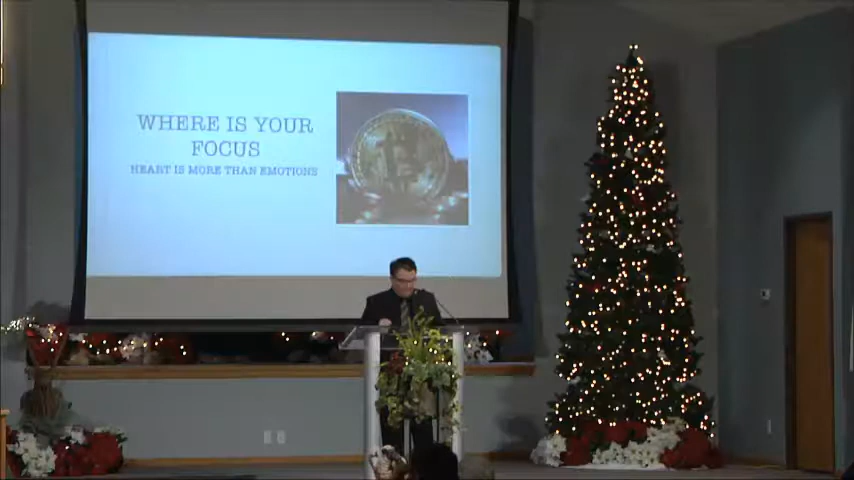 WHERE IS YOUR
FOCUS
HEART IS MORE THAN EMOTIONS